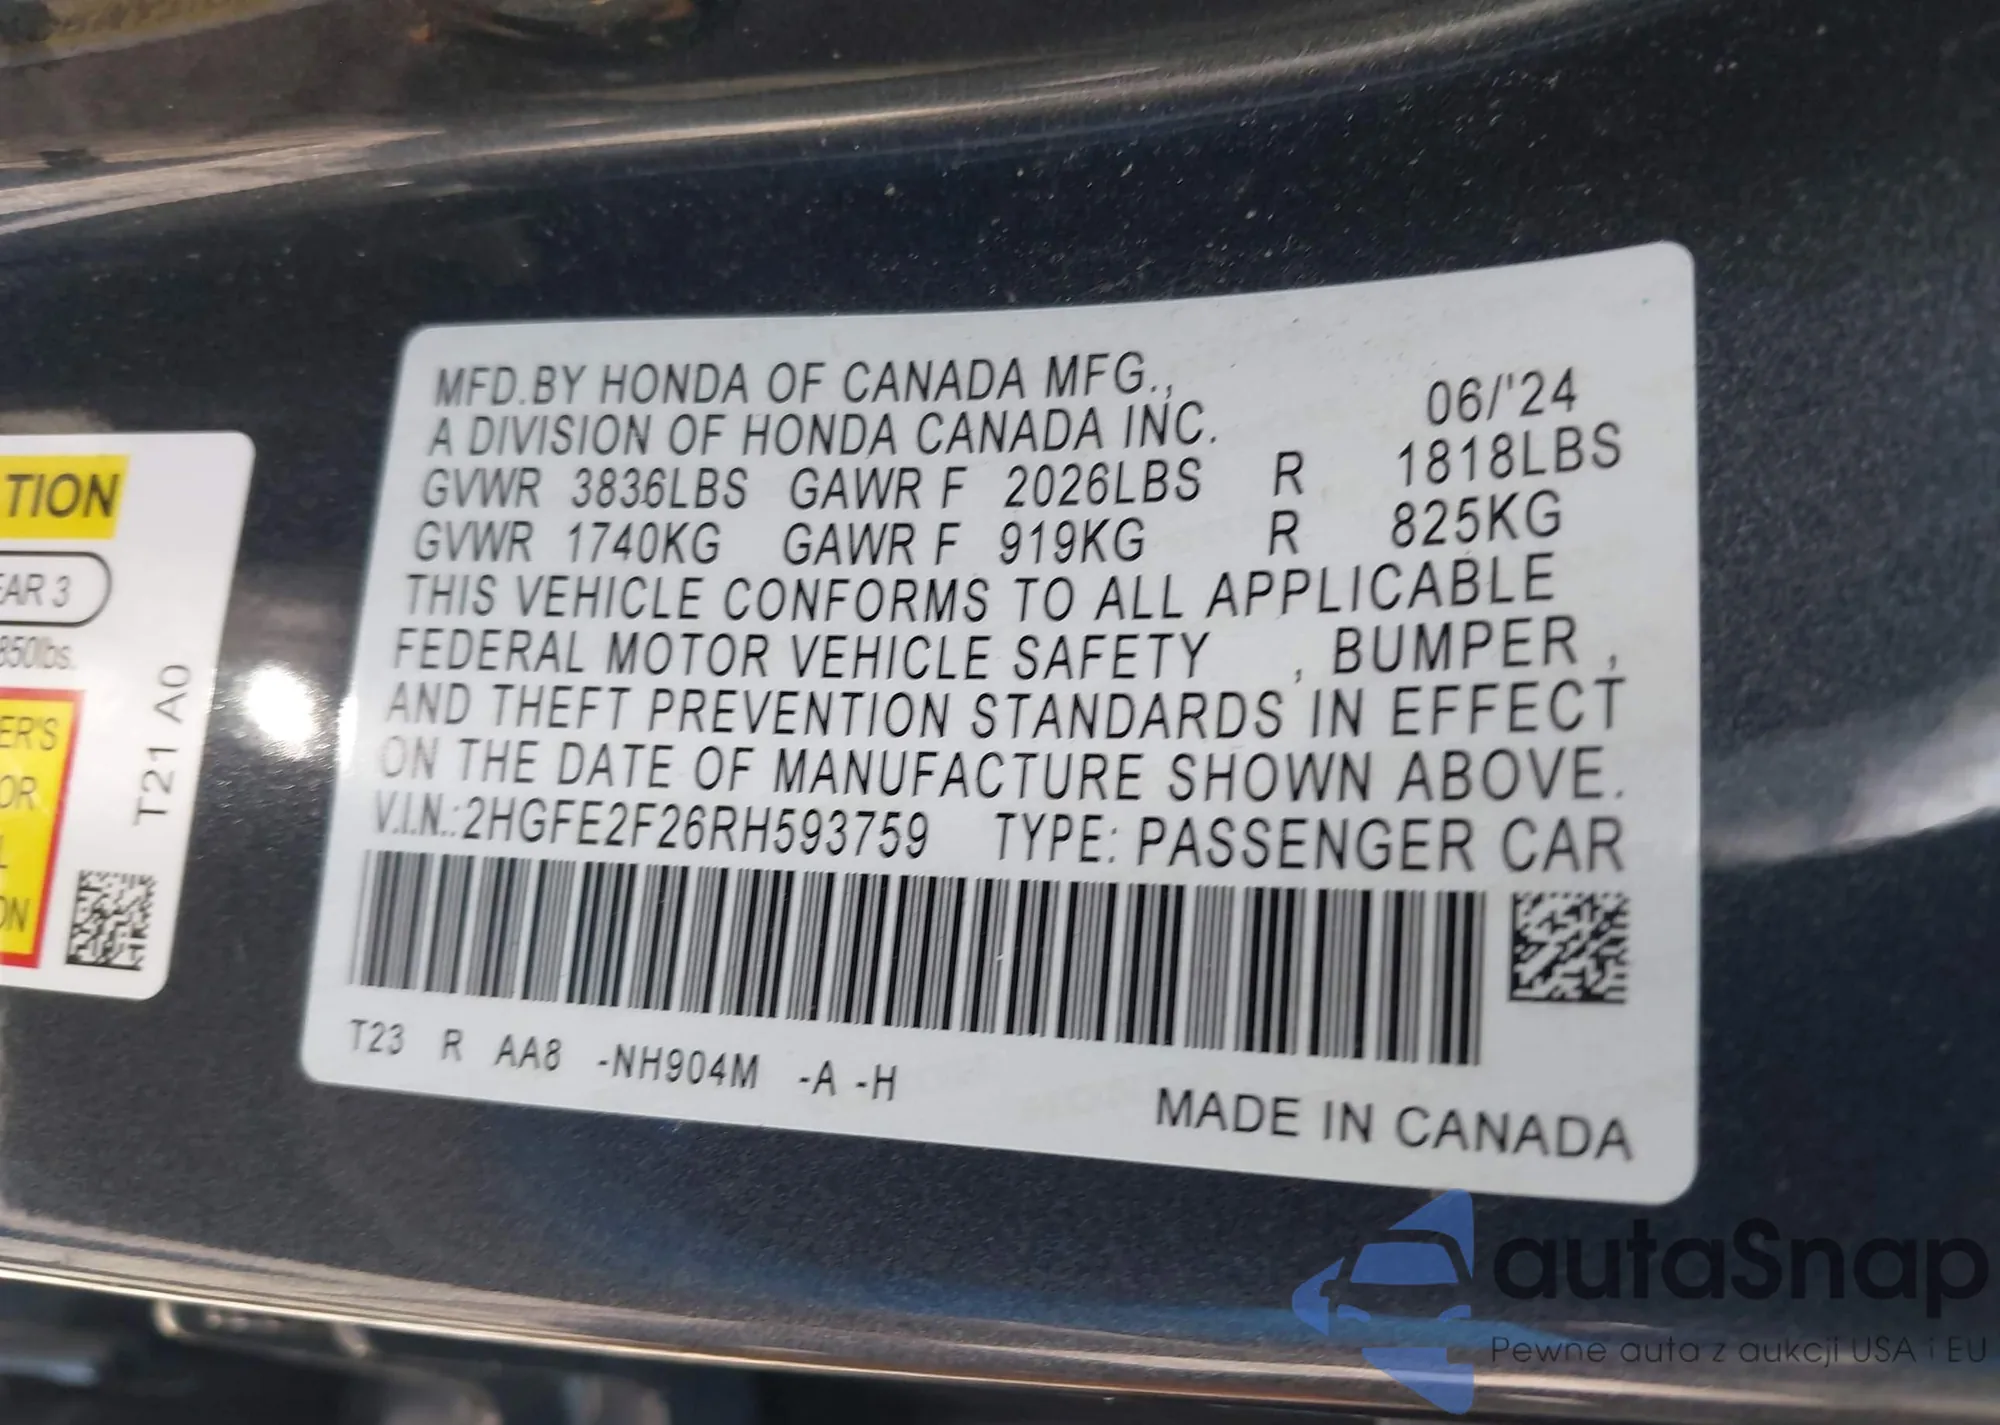 TION
EAR 3
850lbs.
ER'S
OR
L
ON
T21 A0
MFD.BY HONDA OF CANADA MFG., 06/'24
A DIVISION OF HONDA CANADA INC.
GVWR 3836LBS GAWR F 2026LBS R 1818LBS
GVWR 1740KG GAWR F 919KG R 825KG
THIS VEHICLE CONFORMS TO ALL APPLICABLE
FEDERAL MOTOR VEHICLE SAFETY , BUMPER ,
AND THEFT PREVENTION STANDARDS IN EFFECT
ON THE DATE OF MANUFACTURE SHOWN ABOVE.
V.I.N.:2HGFE2F26RH593759 TYPE: PASSENGER CAR
T23 R AA8 -NH904M -A -H
MADE IN CANADA
autaSnap
Pewne auta z aukcji USA i EU